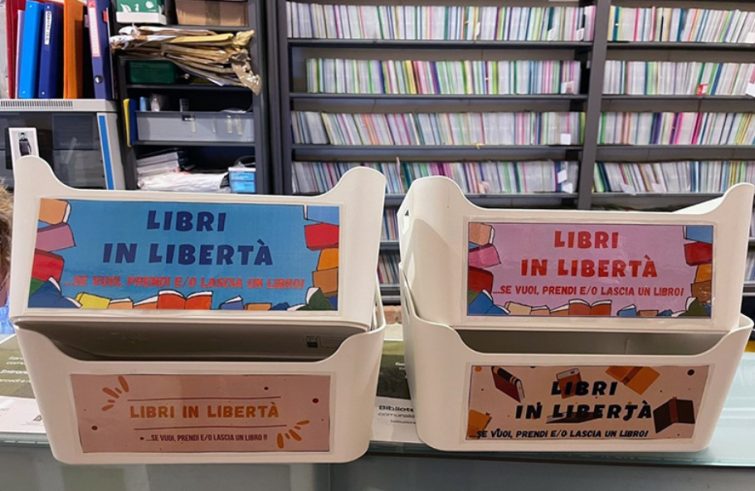 LIBRI
IN LIBERTÀ
...SE VUOI, PRENDI E/O LASCIA UN LIBRO!
LIBRI
IN LIBERTÀ
...SE VUOI, PRENDI E/O LASCIA UN LIBRO!
LIBRI IN LIBERTÀ
...SE VUOI, PRENDI E/O LASCIA UN LIBRO !!
LIBRI
IN LIBERTÀ
...SE VUOI, PRENDI E/O LASCIA UN LIBRO!